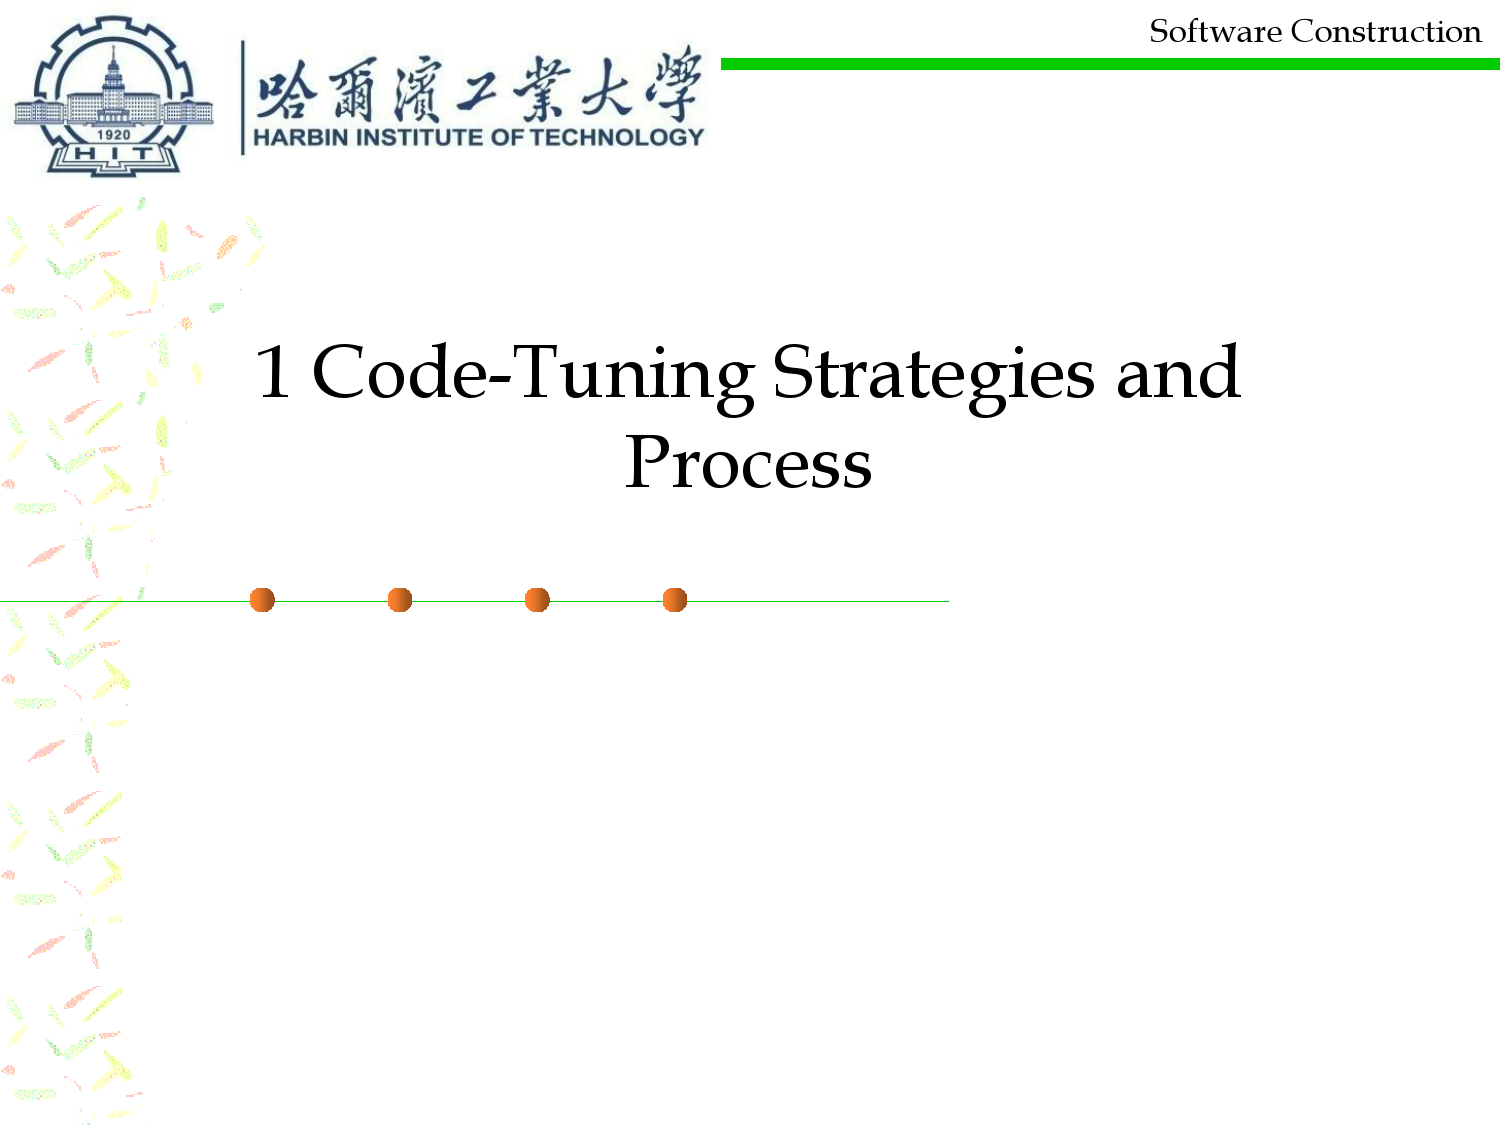 Software Construction
哈爾濱工業大學
HARBIN INSTITUTE OF TECHNOLOGY
1920
HIT
1 Code-Tuning Strategies and
Process